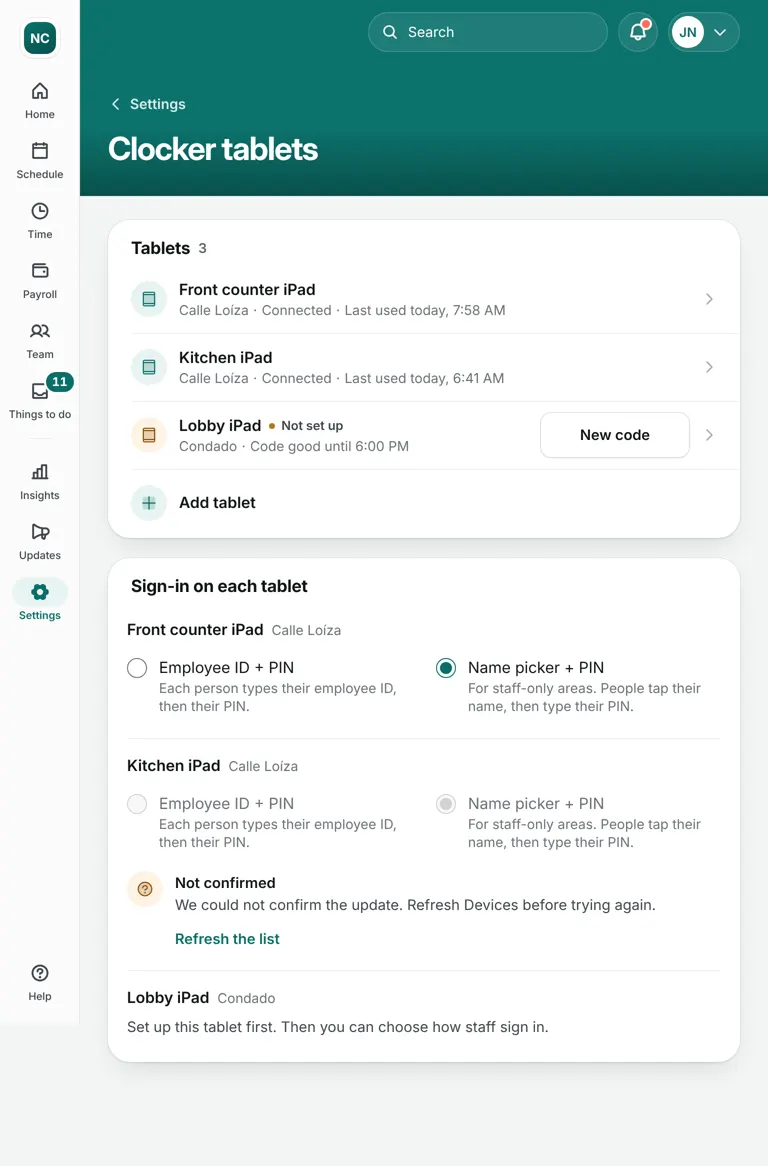 NC
Search
JN
Home
Schedule
Time
Payroll
Team
11
Things to do
Insights
Updates
Settings
Help
Settings
Clocker tablets
Tablets 3
Front counter iPad
Calle Loíza · Connected · Last used today, 7:58 AM
Kitchen iPad
Calle Loíza · Connected · Last used today, 6:41 AM
Lobby iPad • Not set up
Condado · Code good until 6:00 PM
New code
Add tablet
Sign-in on each tablet
Front counter iPad Calle Loíza
Employee ID + PIN
Each person types their employee ID,
then their PIN.
Name picker + PIN
For staff-only areas. People tap their
name, then type their PIN.
Kitchen iPad Calle Loíza
Employee ID + PIN
Each person types their employee ID,
then their PIN.
Name picker + PIN
For staff-only areas. People tap their
name, then type their PIN.
Not confirmed
We could not confirm the update. Refresh Devices before trying again.
Refresh the list
Lobby iPad Condado
Set up this tablet first. Then you can choose how staff sign in.